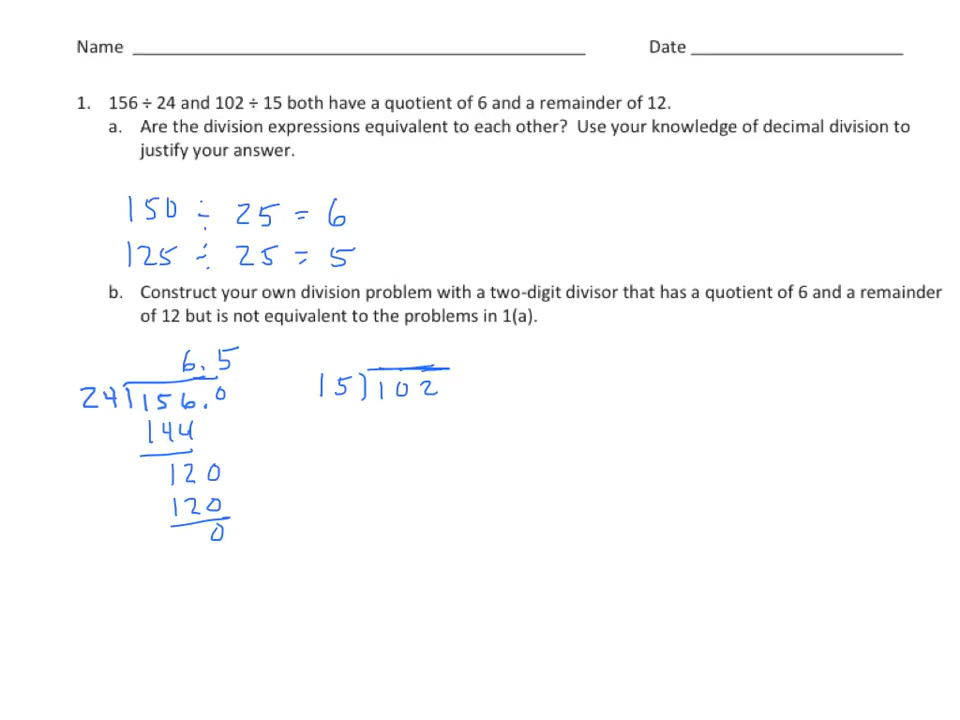 Name ____________________ Date ____________________
1. 156 ÷ 24 and 102 ÷ 15 both have a quotient of 6 and a remainder of 12.
a. Are the division expressions equivalent to each other? Use your knowledge of decimal division to
justify your answer.
150 ÷ 25 = 6
125 ÷ 25 = 5
b. Construct your own division problem with a two-digit divisor that has a quotient of 6 and a remainder
of 12 but is not equivalent to the problems in 1(a).
6.5
24)156.0 15)102
144
120
120
0